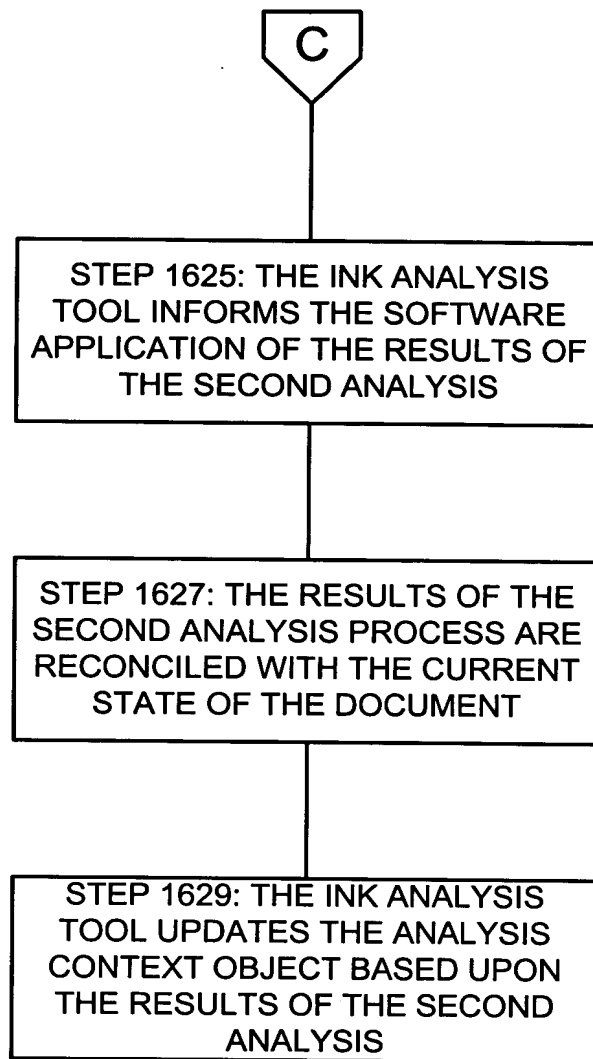 C
STEP 1625: THE INK ANALYSIS
TOOL INFORMS THE SOFTWARE
APPLICATION OF THE RESULTS OF
THE SECOND ANALYSIS
STEP 1627: THE RESULTS OF THE
SECOND ANALYSIS PROCESS ARE
RECONCILED WITH THE CURRENT
STATE OF THE DOCUMENT
STEP 1629: THE INK ANALYSIS
TOOL UPDATES THE ANALYSIS
CONTEXT OBJECT BASED UPON
THE RESULTS OF THE SECOND
ANALYSIS